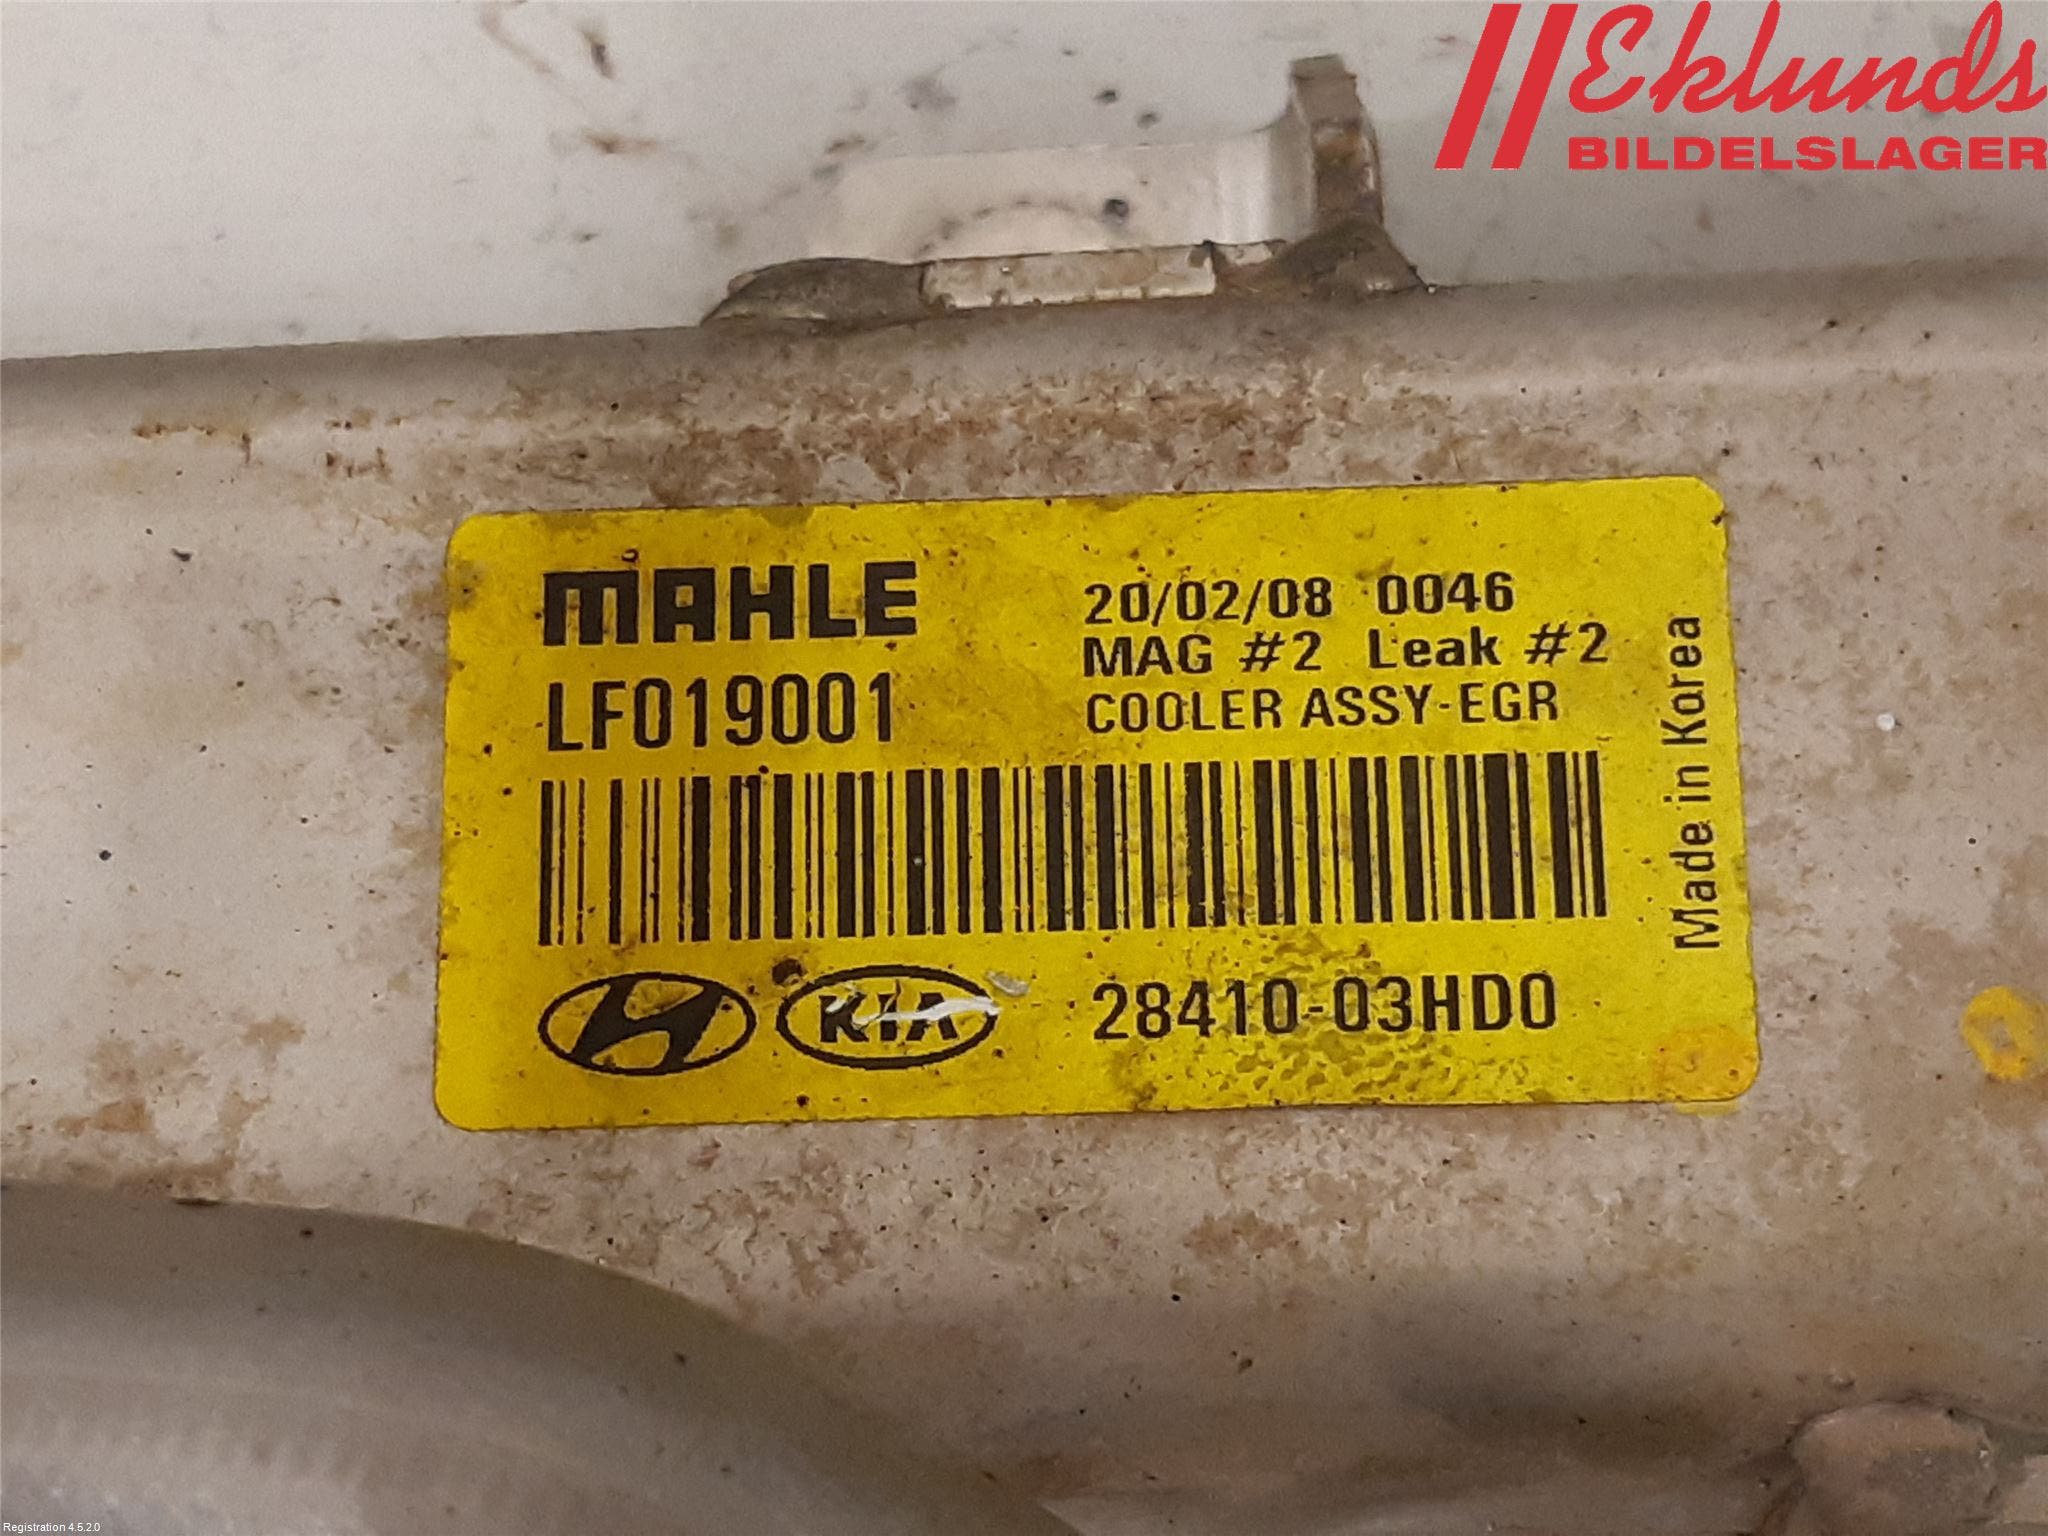 Eklunds
BILDELSLAGER
MAHLE
LF019001
20/02/08 0046
MAG #2 Leak #2
COOLER ASSY-EGR
Made in Korea
KIA
28410-03HD0
Registration 4.5.2.0